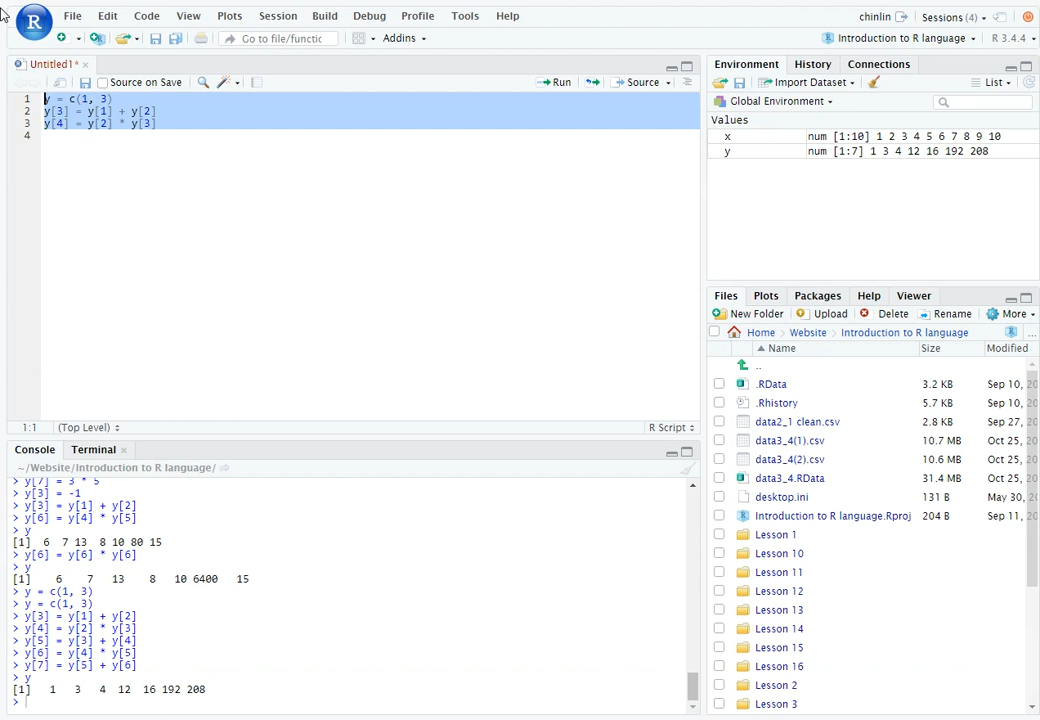 File Edit Code View Plots Session Build Debug Profile Tools Help
chinlin Sessions (4)
Go to file/functic Addins
Introduction to R language R 3.4.4
Untitled1*
Source on Save Run Source
1 y = c(1, 3)
2 y[3] = y[1] + y[2]
3 y[4] = y[2] * y[3]
4
1:1 (Top Level) R Script
Console Terminal
~/Website/Introduction to R language/
> y[7] = 3 * 5
> y[3] = -1
> y[3] = y[1] + y[2]
> y[6] = y[4] * y[5]
> y
[1] 6 7 13 8 10 80 15
> y[6] = y[6] * y[6]
> y
[1] 6 7 13 8 10 6400 15
> y = c(1, 3)
> y = c(1, 3)
> y[3] = y[1] + y[2]
> y[4] = y[2] * y[3]
> y[5] = y[3] + y[4]
> y[6] = y[4] * y[5]
> y[7] = y[5] + y[6]
> y
[1] 1 3 4 12 16 192 208
>
Environment History Connections
Import Dataset List
Global Environment
Values
x num [1:10] 1 2 3 4 5 6 7 8 9 10
y num [1:7] 1 3 4 12 16 192 208
Files Plots Packages Help Viewer
New Folder Upload Delete Rename More
Home Website Introduction to R language ...
Name Size Modified
..
.RData 3.2 KB Sep 10, 20
.Rhistory 5.7 KB Sep 10, 20
data2_1 clean.csv 2.8 KB Sep 27, 20
data3_4(1).csv 10.7 MB Oct 25, 20
data3_4(2).csv 10.6 MB Oct 25, 20
data3_4.RData 31.4 MB Oct 25, 20
desktop.ini 131 B May 30, 20
Introduction to R language.Rproj 204 B Sep 11, 20
Lesson 1
Lesson 10
Lesson 11
Lesson 12
Lesson 13
Lesson 14
Lesson 15
Lesson 16
Lesson 2
Lesson 3